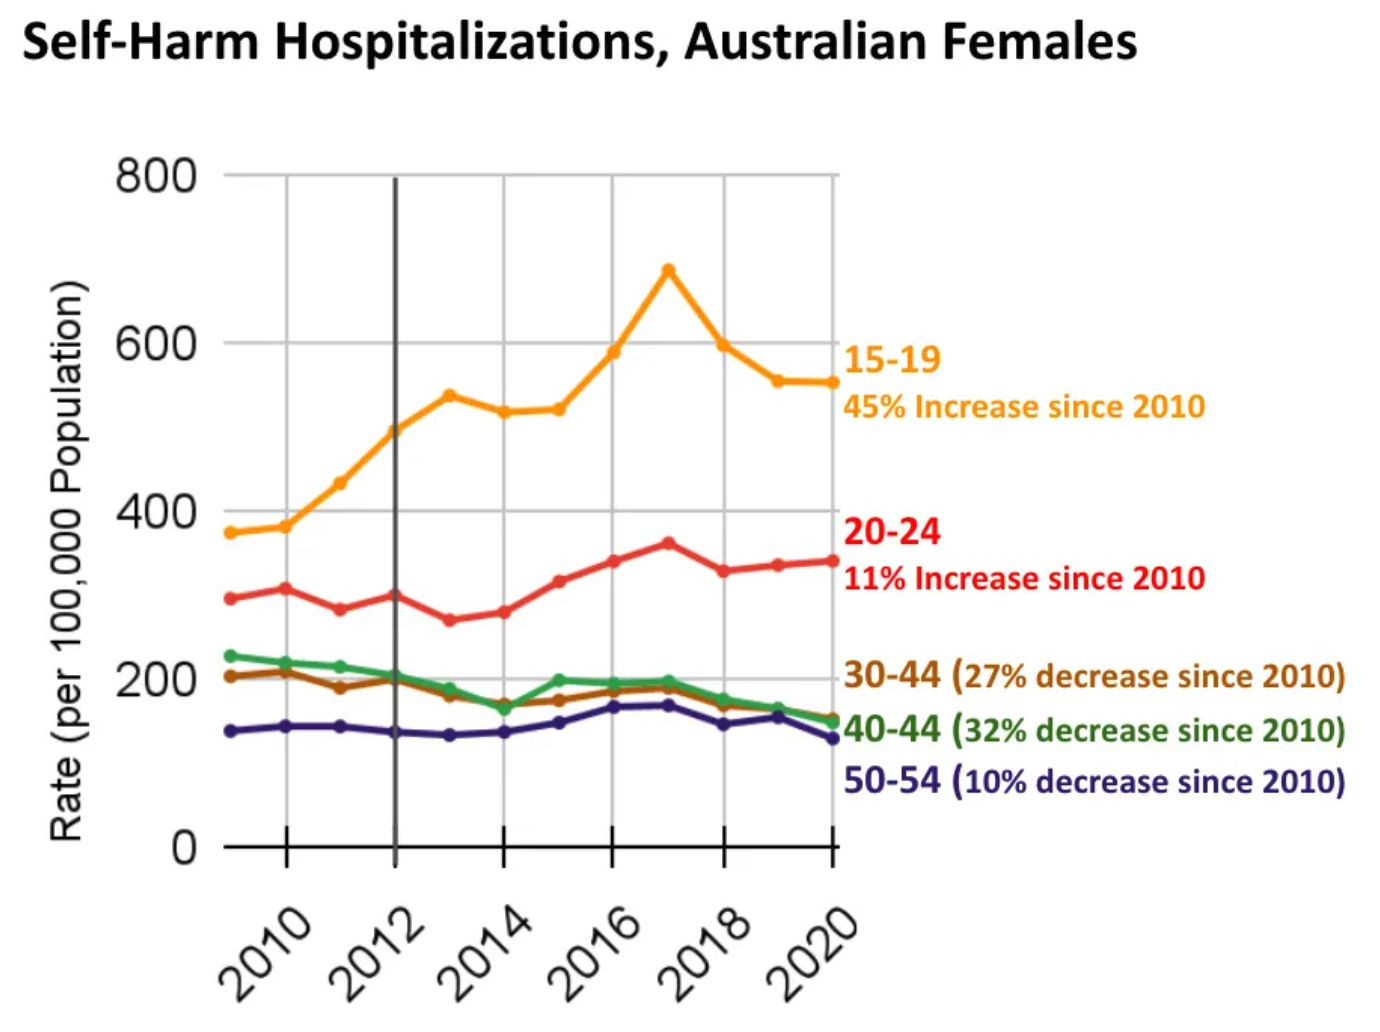 Self-Harm Hospitalizations, Australian Females
Rate (per 100,000 Population)
800
600
400
200
0
2010
2012
2014
2016
2018
2020
15-19
45% Increase since 2010
20-24
11% Increase since 2010
30-44 (27% decrease since 2010)
40-44 (32% decrease since 2010)
50-54 (10% decrease since 2010)